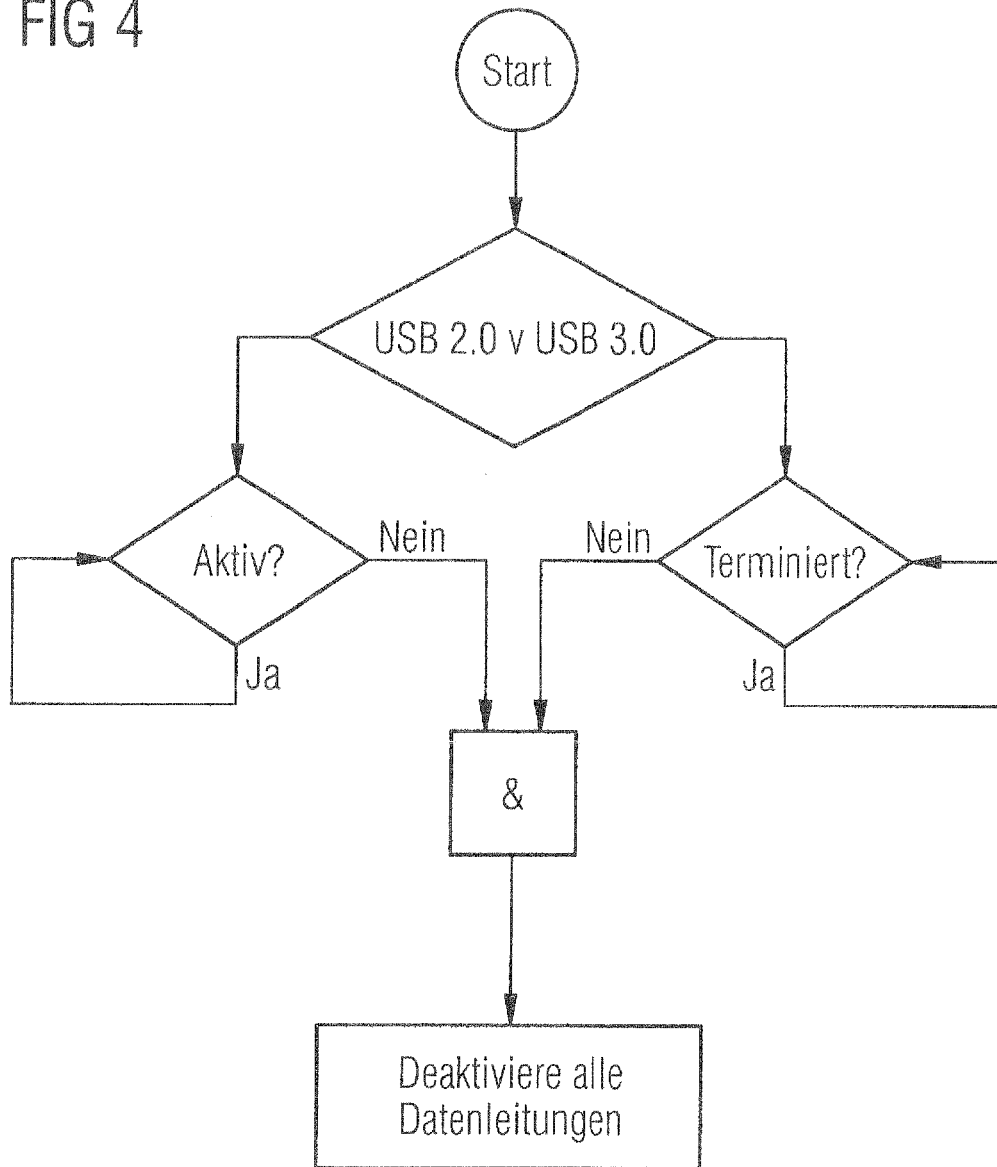 FIG 4
Start
USB 2.0 v USB 3.0
Aktiv?
Nein
Nein
Terminiert?
Ja
Ja
&
Deaktiviere alle
Datenleitungen